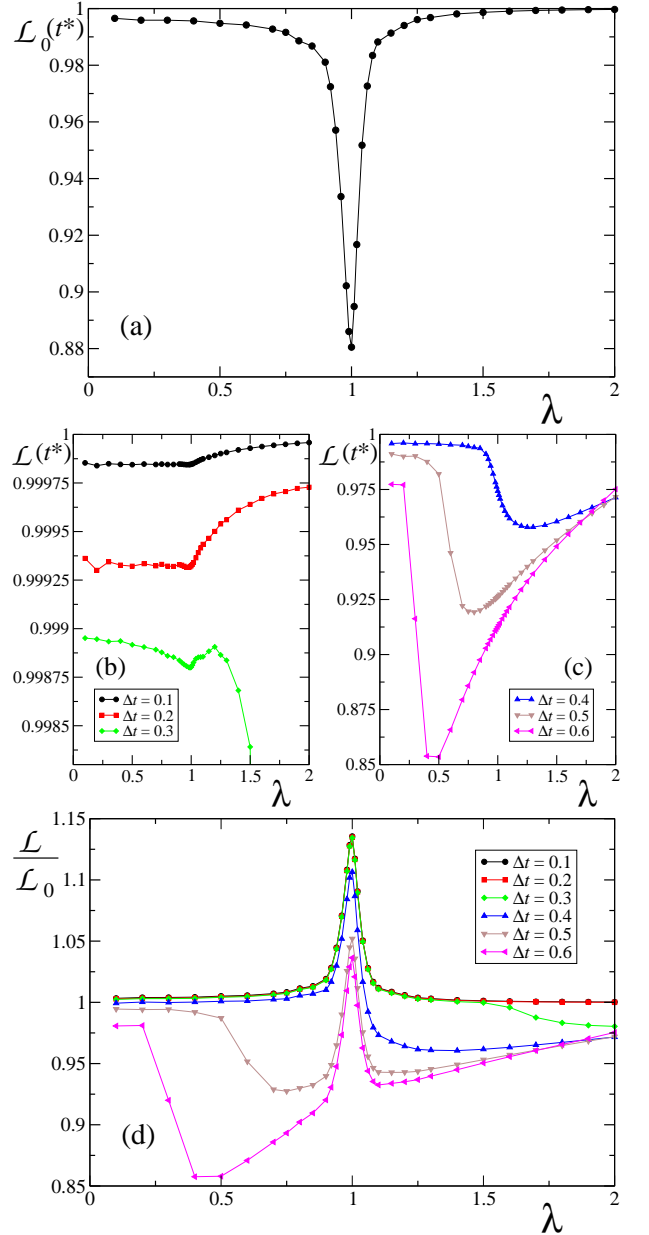 ℒ₀(t*)
1
0.98
0.96
0.94
0.92
0.9
0.88
(a)
0 0.5 1 1.5 2
λ
ℒ(t*)
1
0.99975
0.9995
0.99925
0.999
0.99875
0.9985
(b)
Δt = 0.1
Δt = 0.2
Δt = 0.3
0 0.5 1 1.5 2
λ
ℒ(t*)
1
0.975
0.95
0.925
0.9
0.875
0.85
(c)
Δt = 0.4
Δt = 0.5
Δt = 0.6
0 0.5 1 1.5 2
λ
ℒ
ℒ₀
1.15
1.1
1.05
1
0.95
0.9
0.85
Δt = 0.1
Δt = 0.2
Δt = 0.3
Δt = 0.4
Δt = 0.5
Δt = 0.6
(d)
0 0.5 1 1.5 2
λ